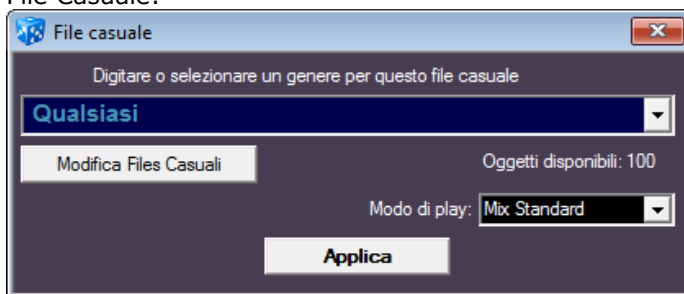 File Casuale.
File casuale
Digitare o selezionare un genere per questo file casuale
Qualsiasi
Modifica Files Casuali
Oggetti disponibili: 100
Modo di play: Mix Standard
Applica